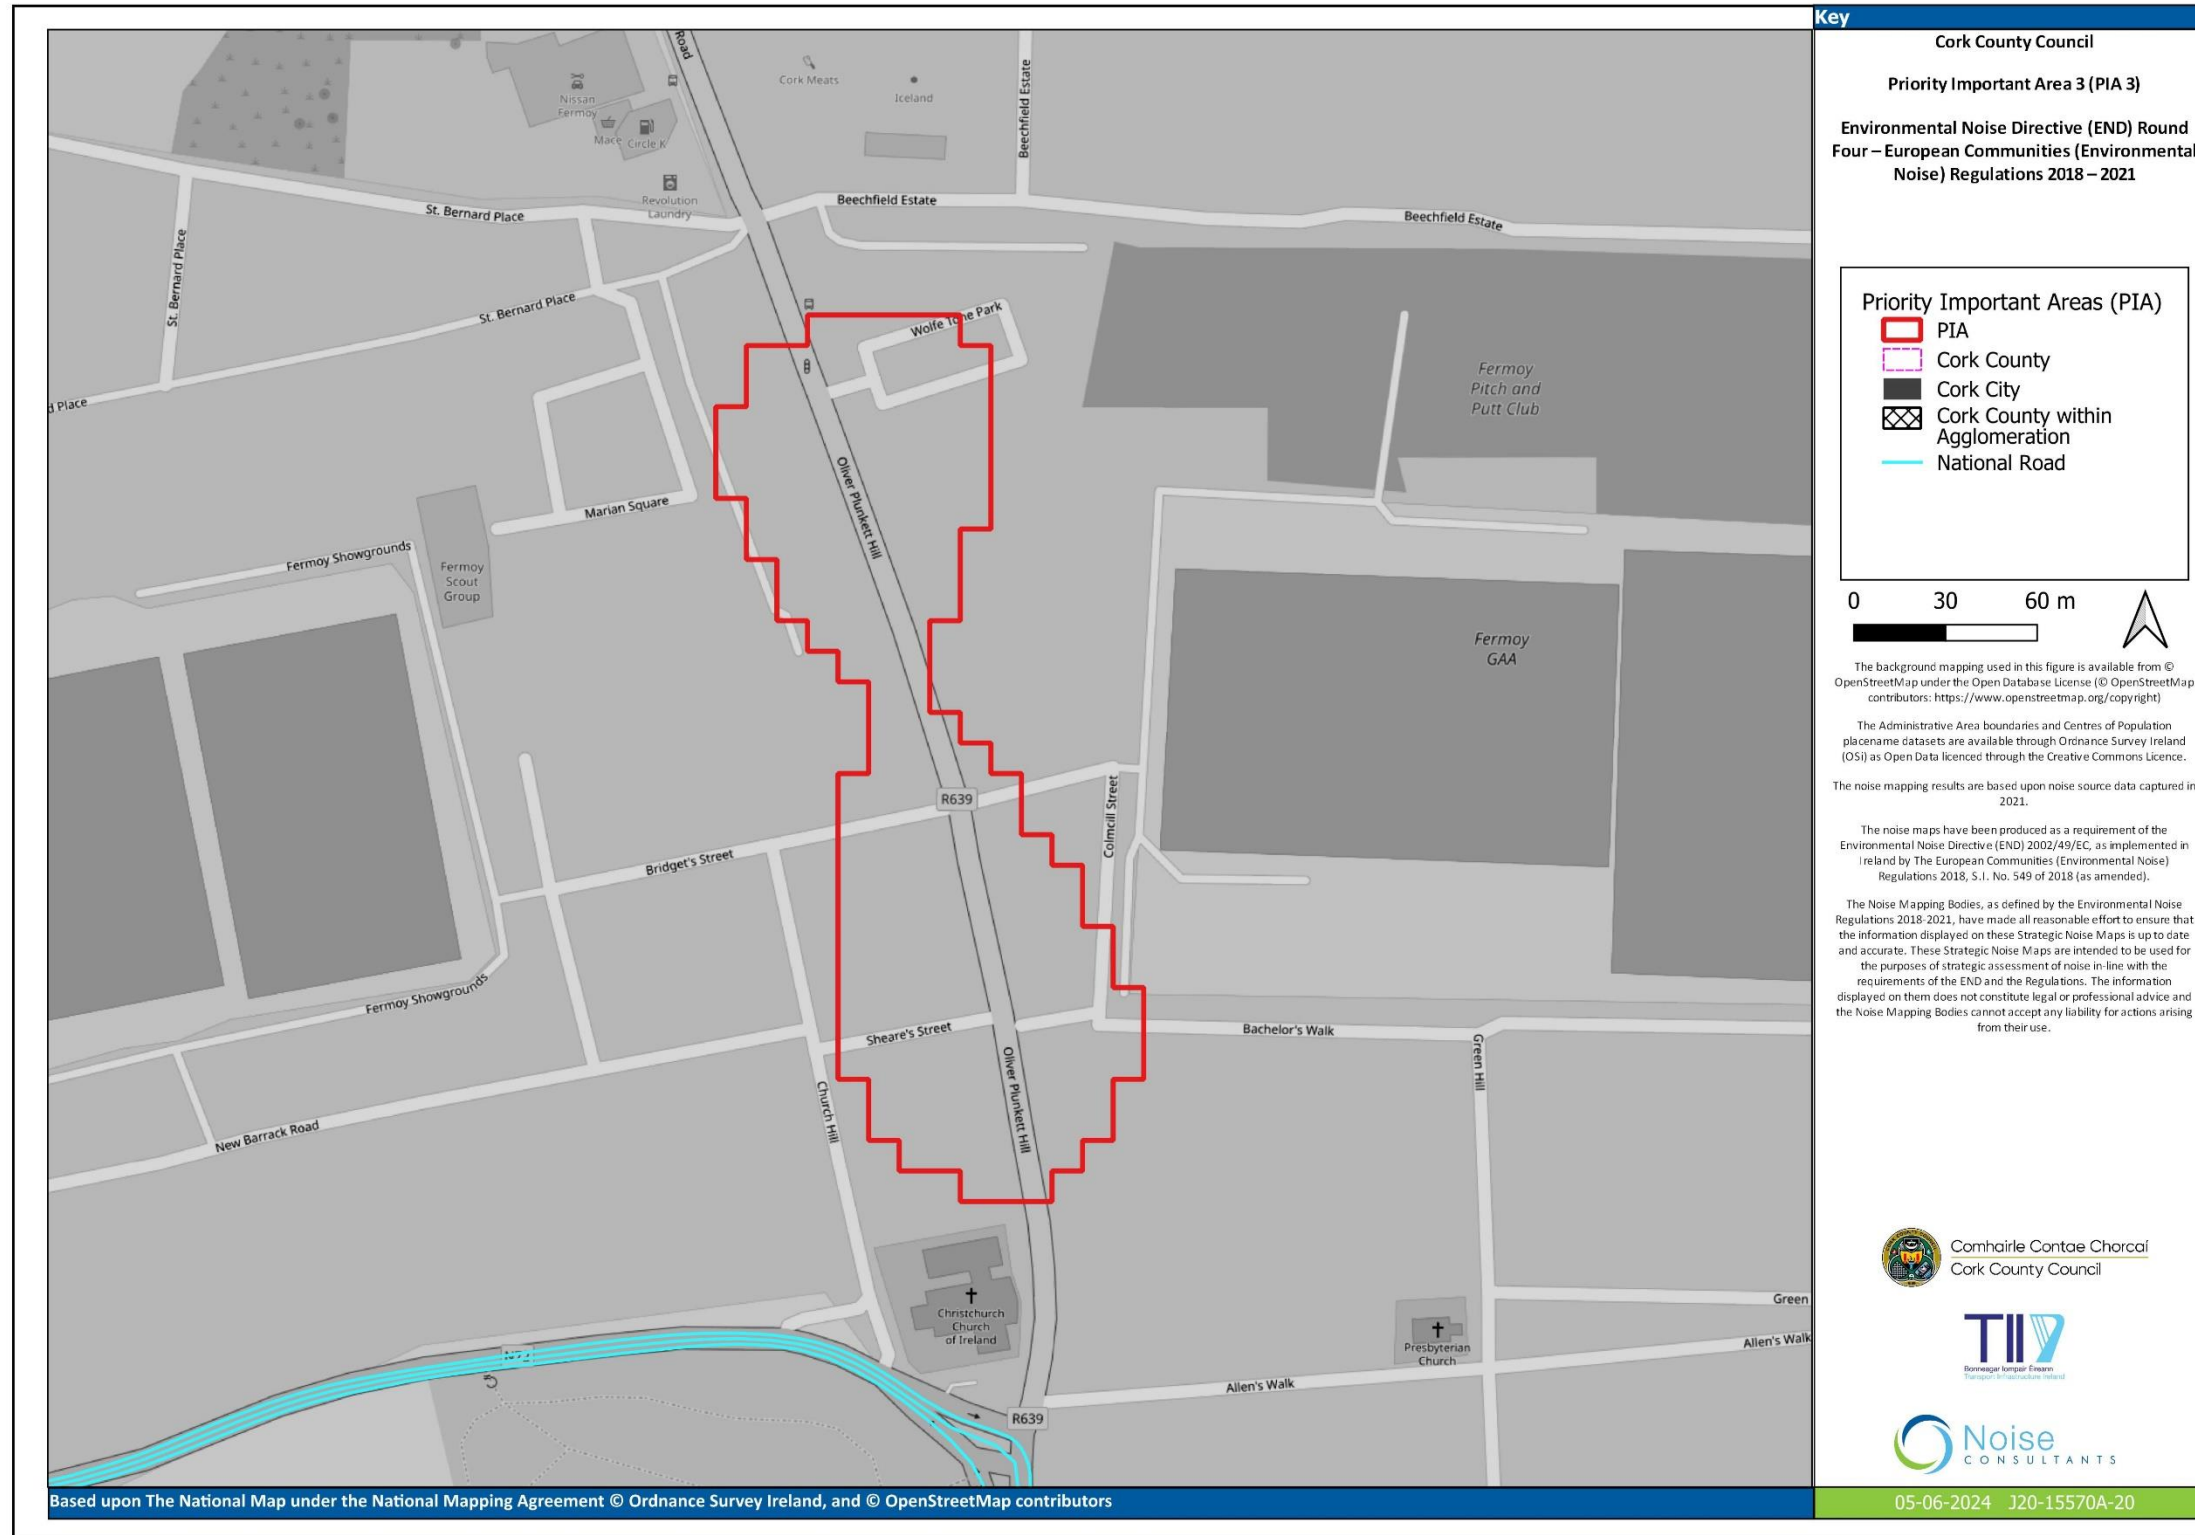 Road
Cork Meats
Iceland
Nissan
Fermoy
Mace
Circle K
Beechfield Estate
Revolution
Laundry
St. Bernard Place
Beechfield Estate
Beechfield Estate
St. Bernard Place
St. Bernard Place
Wolfe Tone Park
d Place
Fermoy
Pitch and
Putt Club
Oliver Plunkett Hill
Marian Square
Fermoy Showgrounds
Fermoy
Scout
Group
Fermoy
GAA
R639
Colmcill Street
Bridget's Street
Fermoy Showgrounds
Sheare's Street
Bachelor's Walk
Green Hill
Oliver Plunkett Hill
Church Hill
New Barrack Road
Christchurch
Church
of Ireland
Presbyterian
Church
Green
Allen's Walk
Allen's Walk
N72
R639
Based upon The National Map under the National Mapping Agreement © Ordnance Survey Ireland, and © OpenStreetMap contributors
Key
Cork County Council
Priority Important Area 3 (PIA 3)
Environmental Noise Directive (END) Round
Four – European Communities (Environmental
Noise) Regulations 2018 – 2021
Priority Important Areas (PIA)
PIA
Cork County
Cork City
Cork County within
Agglomeration
National Road
0 30 60 m
The background mapping used in this figure is available from ©
OpenStreetMap under the Open Database License (© OpenStreetMap
contributors: https://www.openstreetmap.org/copyright)
The Administrative Area boundaries and Centres of Population
placename datasets are available through Ordnance Survey Ireland
(OSi) as Open Data licenced through the Creative Commons Licence.
The noise mapping results are based upon noise source data captured in
2021.
The noise maps have been produced as a requirement of the
Environmental Noise Directive (END) 2002/49/EC, as implemented in
Ireland by The European Communities (Environmental Noise)
Regulations 2018, S.I. No. 549 of 2018 (as amended).
The Noise Mapping Bodies, as defined by the Environmental Noise
Regulations 2018-2021, have made all reasonable effort to ensure that
the information displayed on these Strategic Noise Maps is up to date
and accurate. These Strategic Noise Maps are intended to be used for
the purposes of strategic assessment of noise in-line with the
requirements of the END and the Regulations. The information
displayed on them does not constitute legal or professional advice and
the Noise Mapping Bodies cannot accept any liability for actions arising
from their use.
Comhairle Contae Chorcaí
Cork County Council
TII
Bonneagar Iompair Éireann
Transport Infrastructure Ireland
Noise
CONSULTANTS
05-06-2024 J20-15570A-20